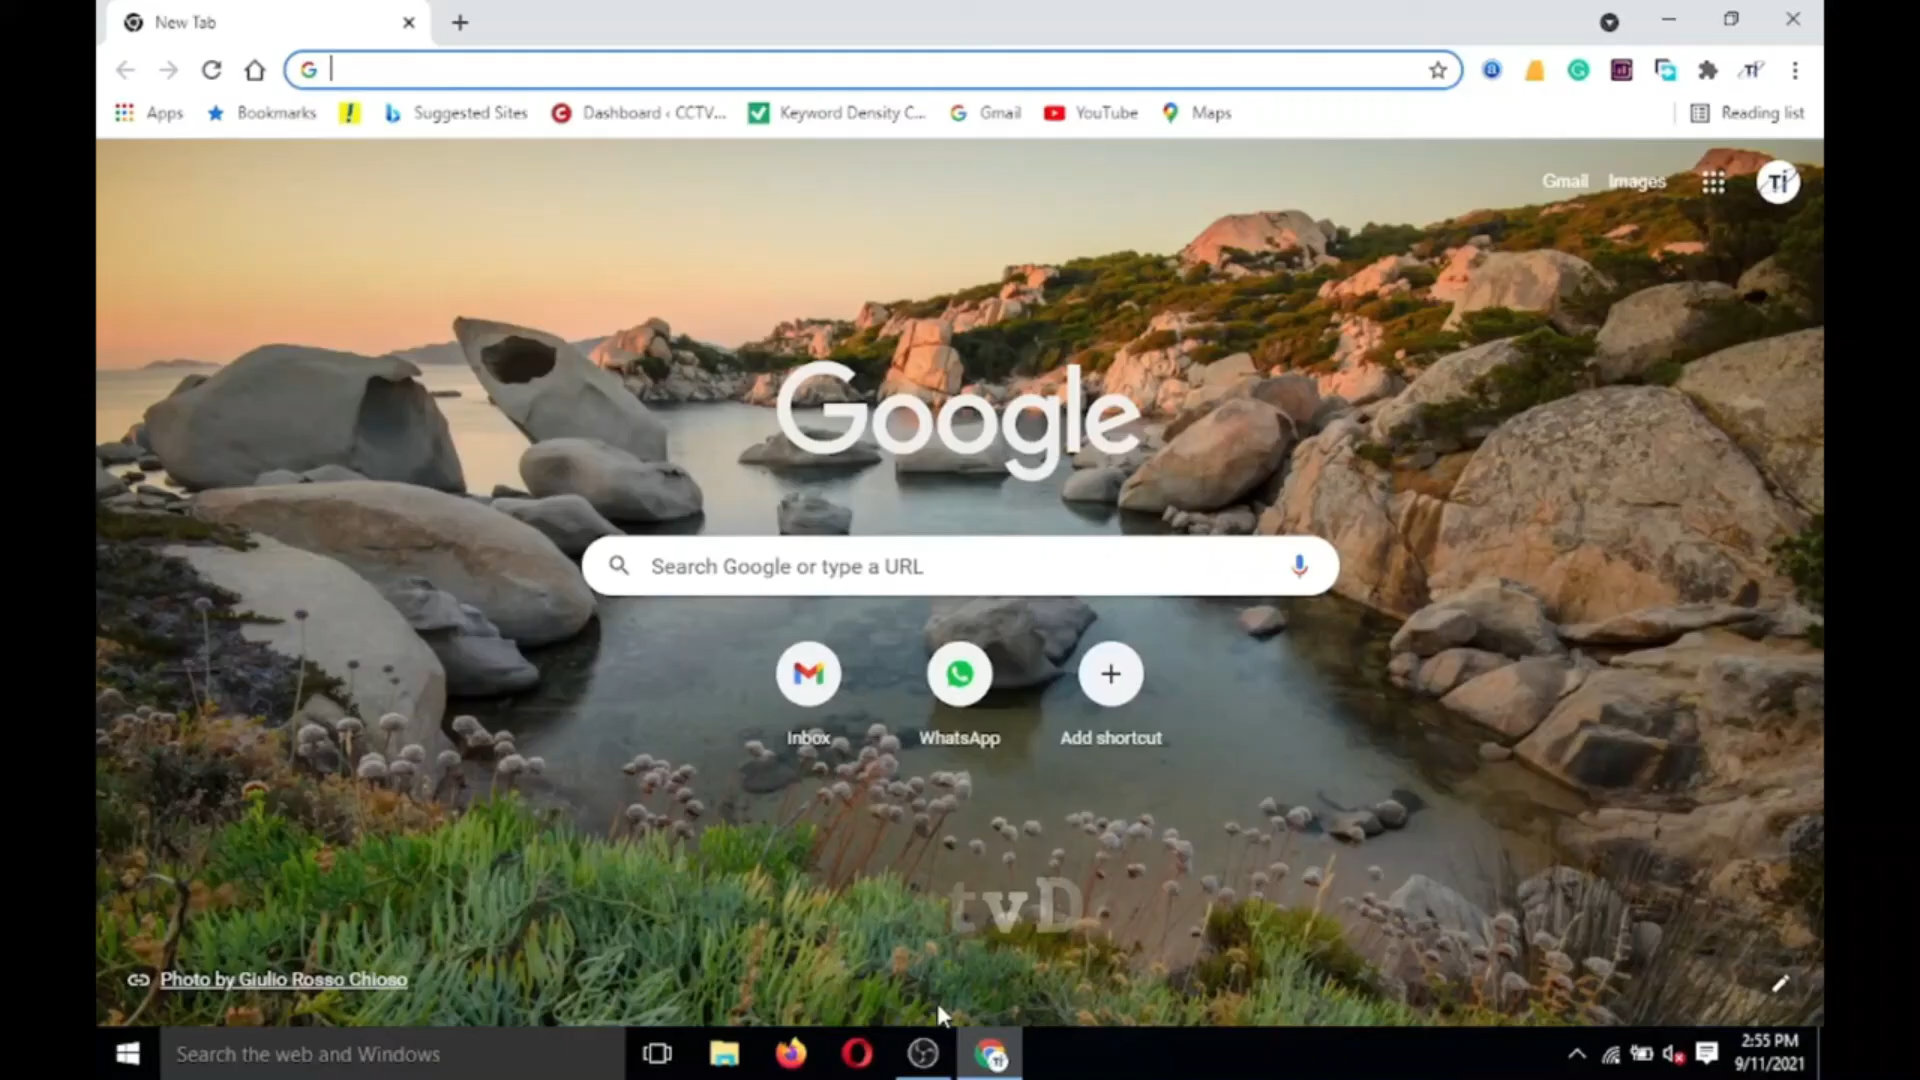 New Tab
Apps
Bookmarks
Suggested Sites
Dashboard ‹ CCTV...
Keyword Density C...
Gmail
YouTube
Maps
Reading list
Gmail
Images
Ti
Google
Search Google or type a URL
Inbox
WhatsApp
Add shortcut
tvD
Photo by Giulio Rosso Chioso
Search the web and Windows
2:55 PM
9/11/2021